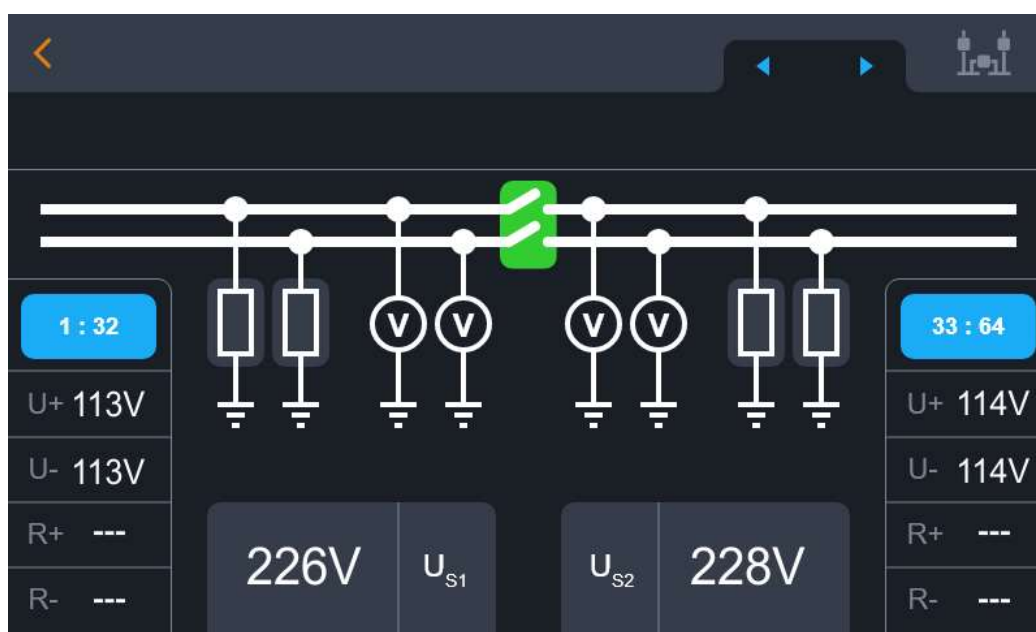 V V V V
1 : 32
U+ 113V
U- 113V
R+ ---
R- ---
33 : 64
U+ 114V
U- 114V
R+ ---
R- ---
226V US1
US2 228V